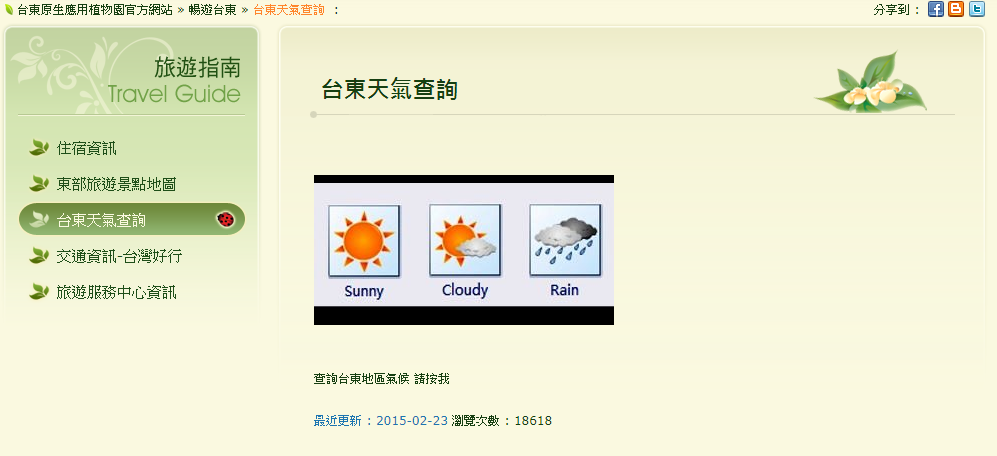 台東原生應用植物園官方網站 » 暢遊台東 » 台東天氣查詢 ：
分享到：
旅遊指南
Travel Guide
住宿資訊
東部旅遊景點地圖
台東天氣查詢
交通資訊-台灣好行
旅遊服務中心資訊
台東天氣查詢
Sunny
Cloudy
Rain
查詢台東地區氣候 請按我
最近更新：2015-02-23 瀏覽次數：18618